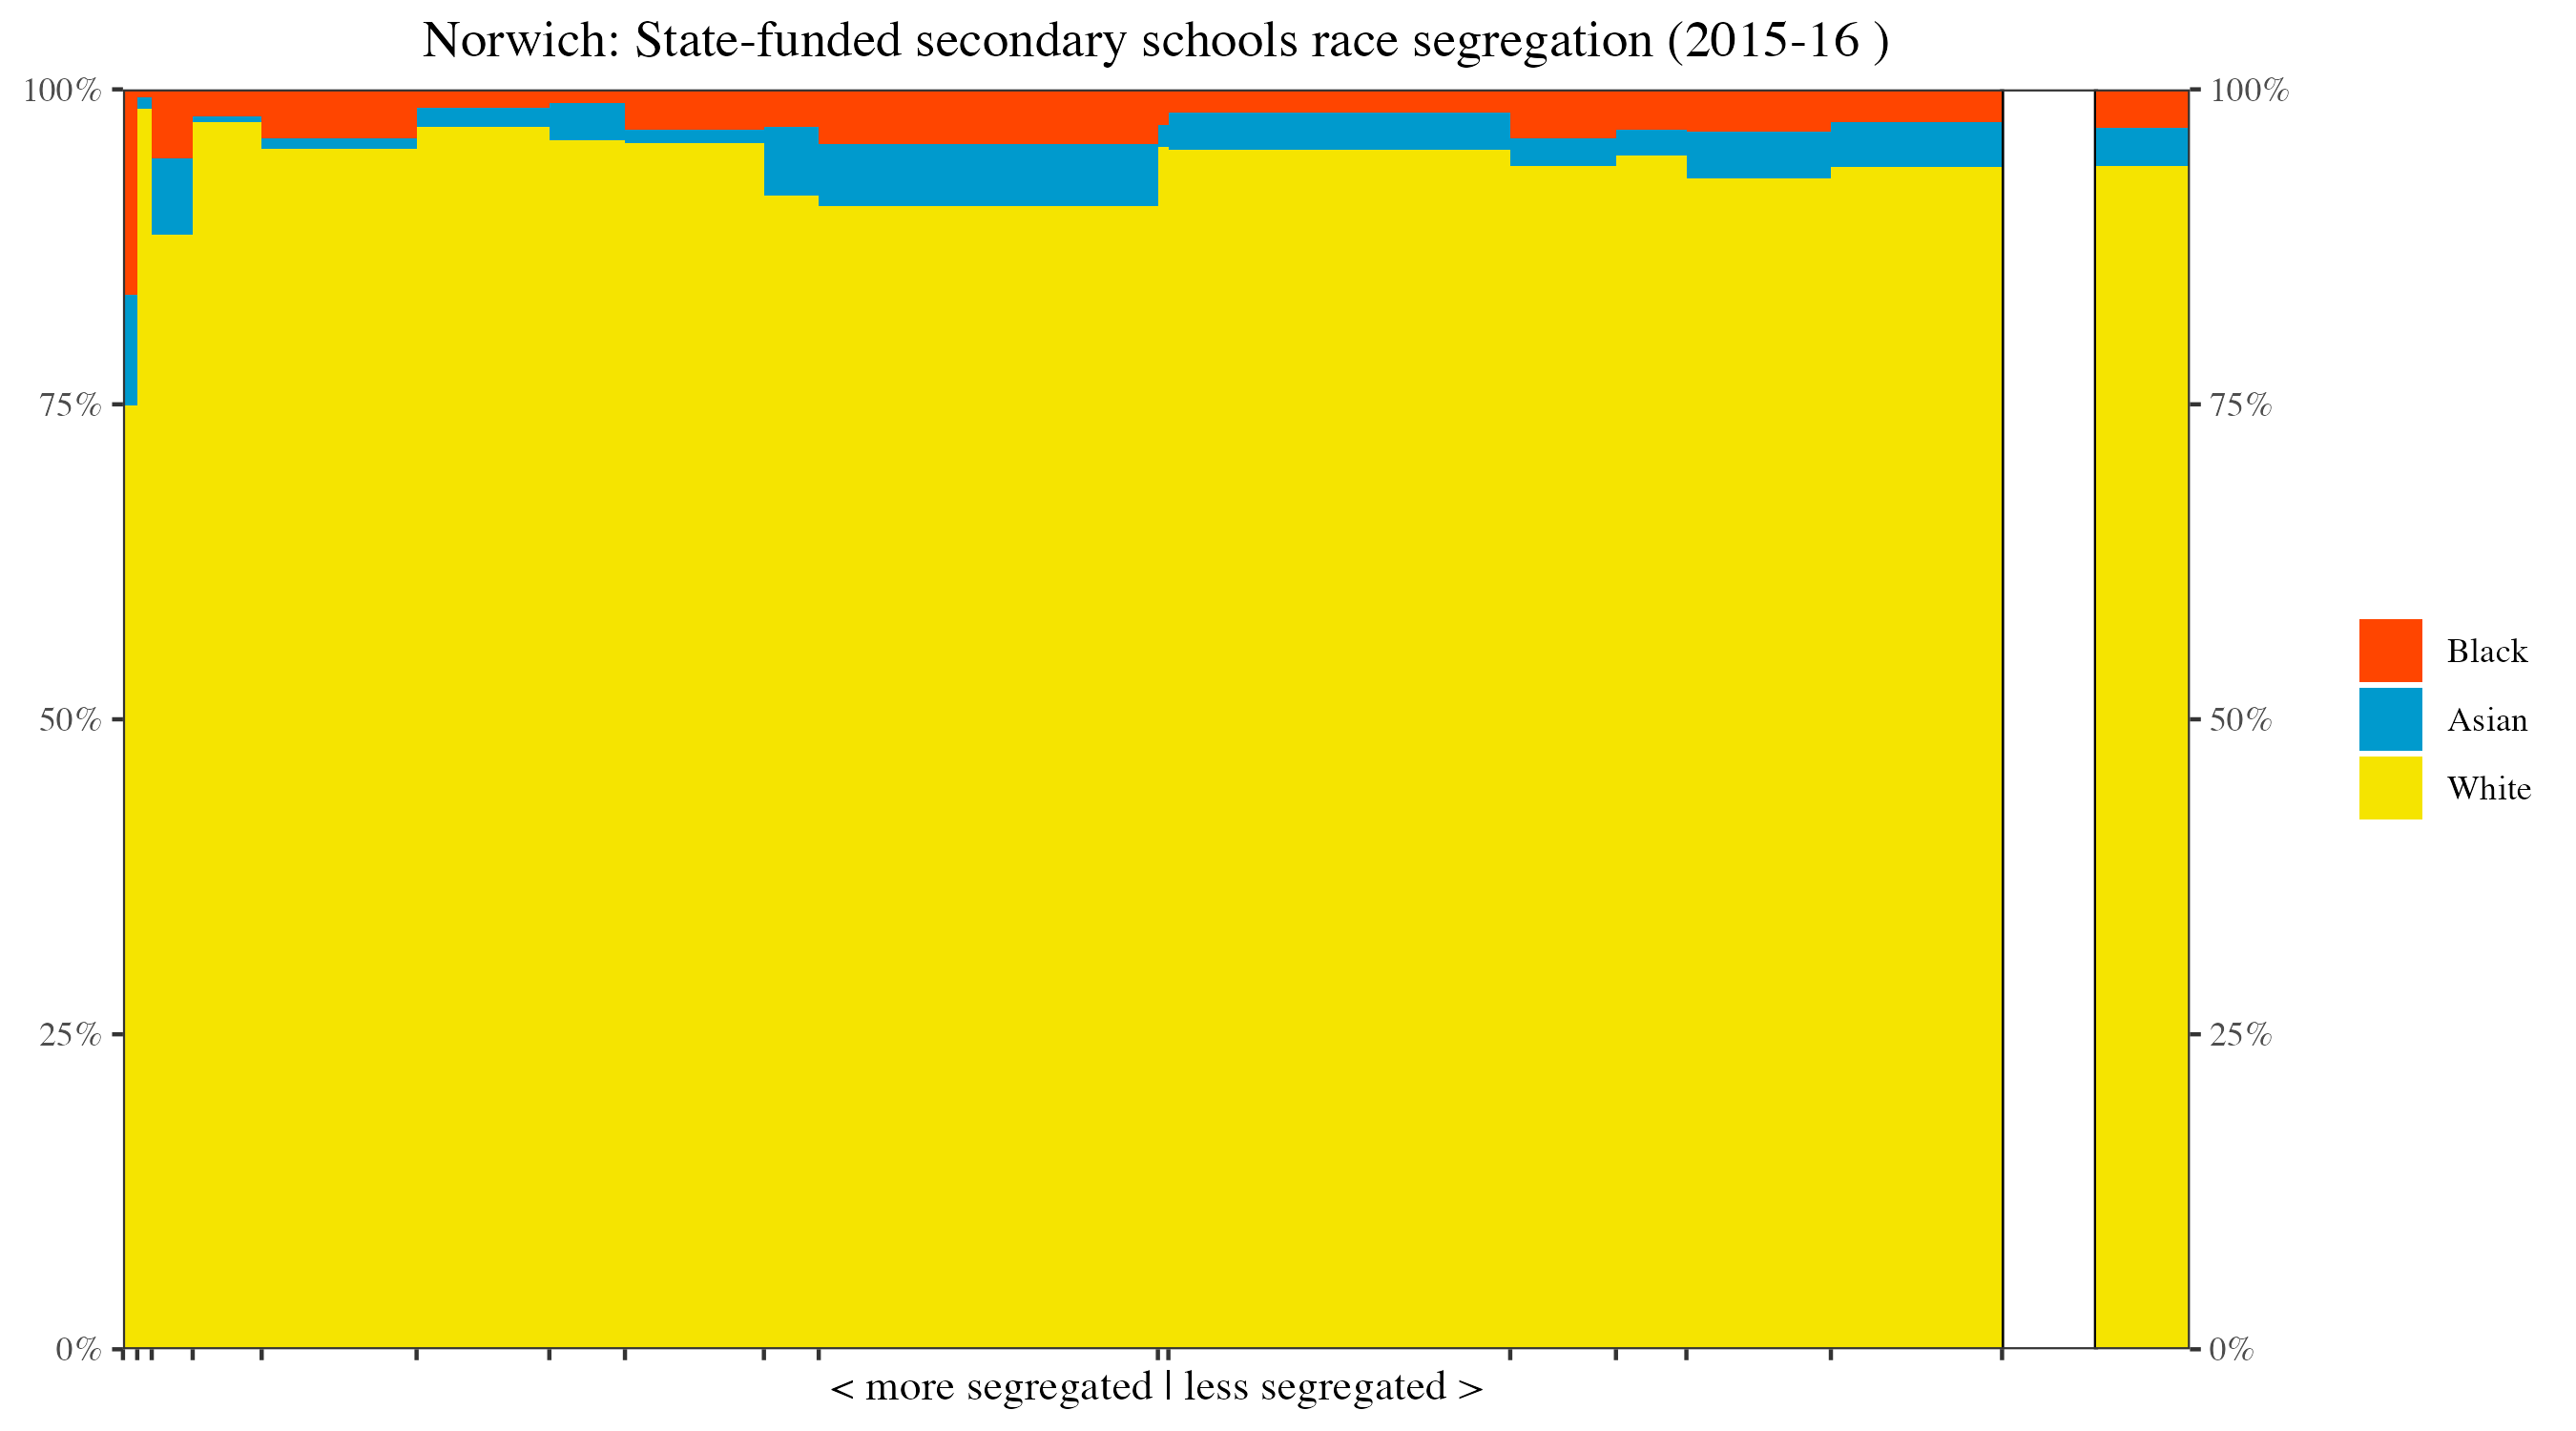 Norwich: State-funded secondary schools race segregation (2015-16 )
100%
100%
75%
75%
50%
50%
25%
25%
0%
0%
Black
Asian
White
< more segregated | less segregated >